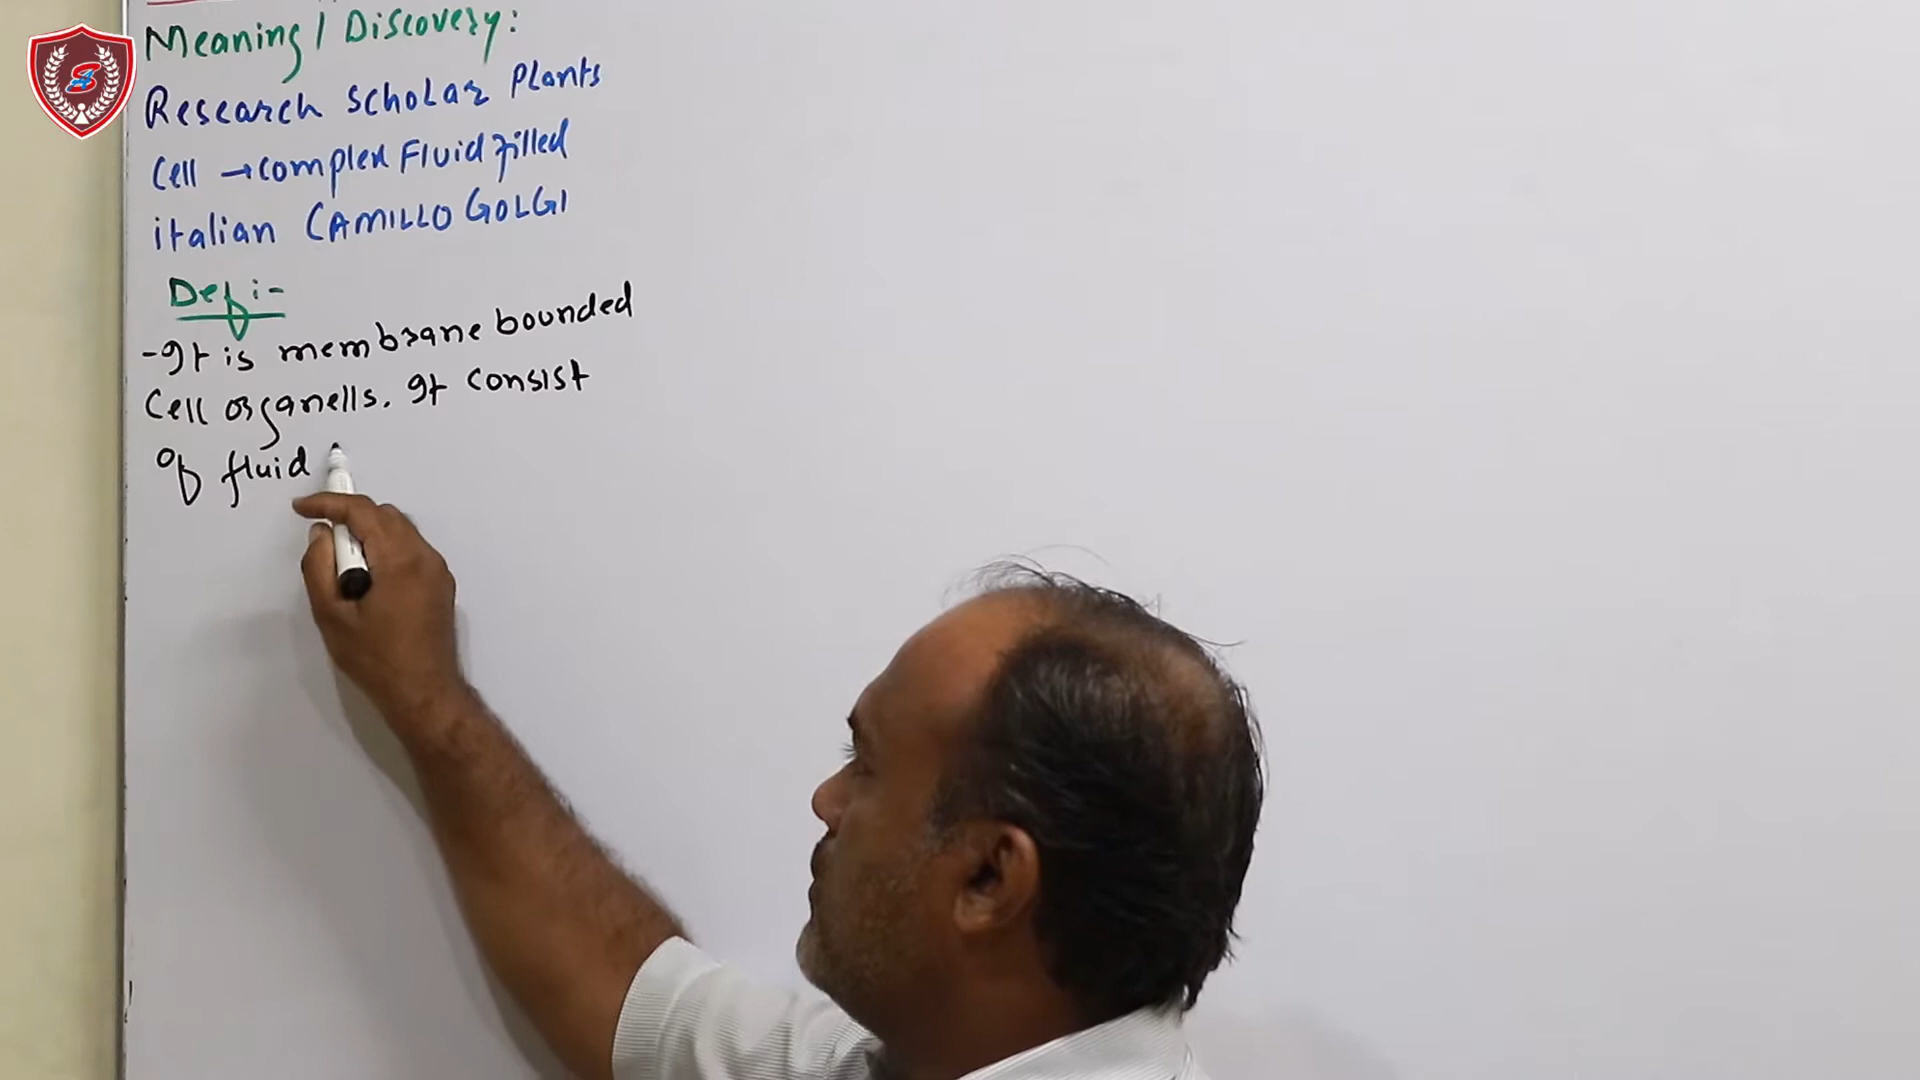 Meaning / Discovery:
Research Scholar Plants
Cell → complex Fluid filled
italian CAMILLO GOLGI
Def:-
- It is membrane bounded
Cell organells. It consist
of fluid